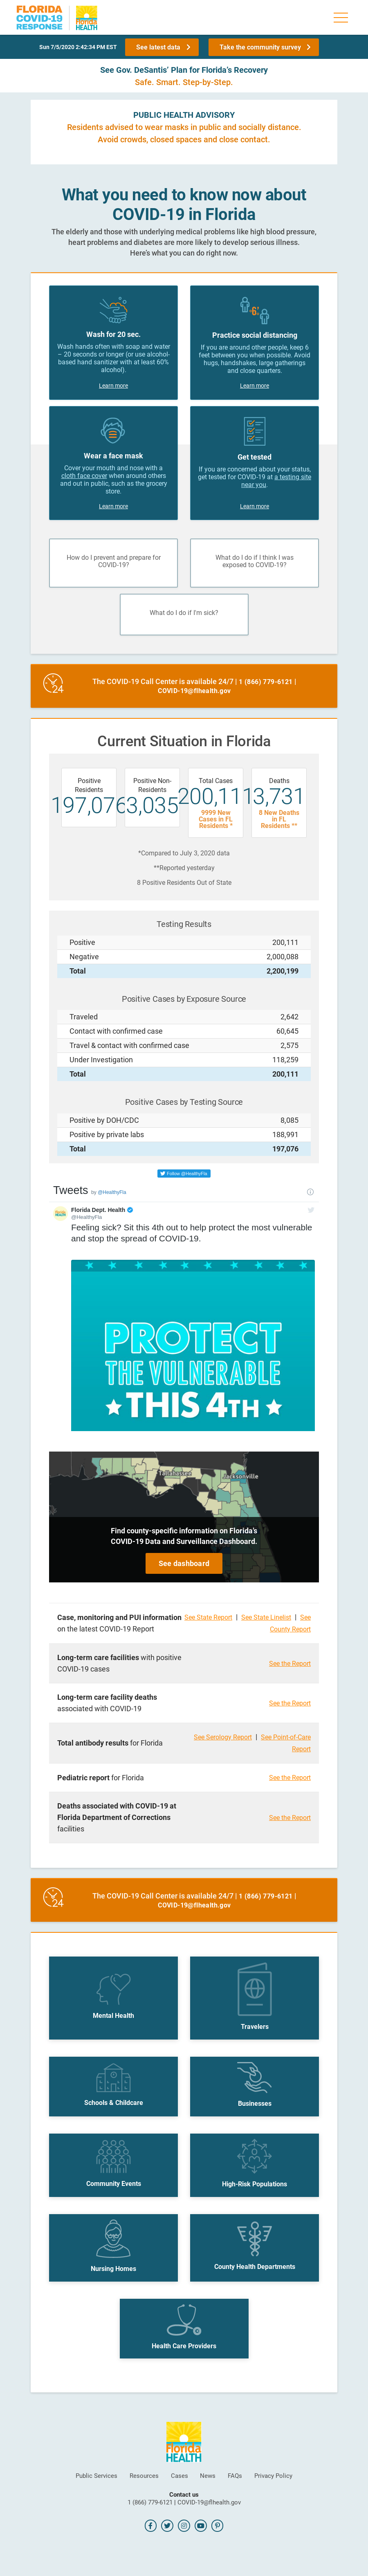 FLORIDA
COVID-19
RESPONSE
Florida
HEALTH
Sun 7/5/2020 2:42:34 PM EST
See latest data
Take the community survey
See Gov. DeSantis' Plan for Florida's Recovery
Safe. Smart. Step-by-Step.
PUBLIC HEALTH ADVISORY
Residents advised to wear masks in public and socially distance.
Avoid crowds, closed spaces and close contact.
What you need to know now about
COVID-19 in Florida
The elderly and those with underlying medical problems like high blood pressure,
heart problems and diabetes are more likely to develop serious illness.
Here's what you can do right now.
Wash for 20 sec.
Wash hands often with soap and water
– 20 seconds or longer (or use alcohol-
based hand sanitizer with at least 60%
alcohol).
Learn more
6'
Practice social distancing
If you are around other people, keep 6
feet between you when possible. Avoid
hugs, handshakes, large gatherings
and close quarters.
Learn more
Wear a face mask
Cover your mouth and nose with a
cloth face cover when around others
and out in public, such as the grocery
store.
Learn more
Get tested
If you are concerned about your status,
get tested for COVID-19 at a testing site
near you.
Learn more
How do I prevent and prepare for
COVID-19?
What do I do if I think I was
exposed to COVID-19?
What do I do if I'm sick?
24
The COVID-19 Call Center is available 24/7 | 1 (866) 779-6121 |
COVID-19@flhealth.gov
Current Situation in Florida
Positive
Residents
197,076
Positive Non-
Residents
3,035
Total Cases
200,111
9999 New
Cases in FL
Residents *
Deaths
3,731
8 New Deaths
in FL
Residents **
*Compared to July 3, 2020 data
**Reported yesterday
8 Positive Residents Out of State
Testing Results
Positive 200,111
Negative 2,000,088
Total 2,200,199
Positive Cases by Exposure Source
Traveled 2,642
Contact with confirmed case 60,645
Travel & contact with confirmed case 2,575
Under Investigation 118,259
Total 200,111
Positive Cases by Testing Source
Positive by DOH/CDC 8,085
Positive by private labs 188,991
Total 197,076
Follow @HealthyFla
Tweets by @HealthyFla
Florida Dept. Health
@HealthyFla
Feeling sick? Sit this 4th out to help protect the most vulnerable
and stop the spread of COVID-19.
PROTECT
THE VULNERABLE
THIS 4TH
Tallahassee
Jacksonville
Find county-specific information on Florida's
COVID-19 Data and Surveillance Dashboard.
See dashboard
Case, monitoring and PUI information See State Report | See State Linelist | See
on the latest COVID-19 Report County Report
Long-term care facilities with positive
COVID-19 cases
See the Report
Long-term care facility deaths
associated with COVID-19
See the Report
Total antibody results for Florida
See Serology Report | See Point-of-Care
Report
Pediatric report for Florida See the Report
Deaths associated with COVID-19 at
Florida Department of Corrections
facilities
See the Report
24
The COVID-19 Call Center is available 24/7 | 1 (866) 779-6121 |
COVID-19@flhealth.gov
Mental Health
Travelers
Schools & Childcare
Businesses
Community Events
High-Risk Populations
Nursing Homes
County Health Departments
Health Care Providers
Florida
HEALTH
Public Services Resources Cases News FAQs Privacy Policy
Contact us
1 (866) 779-6121 | COVID-19@flhealth.gov